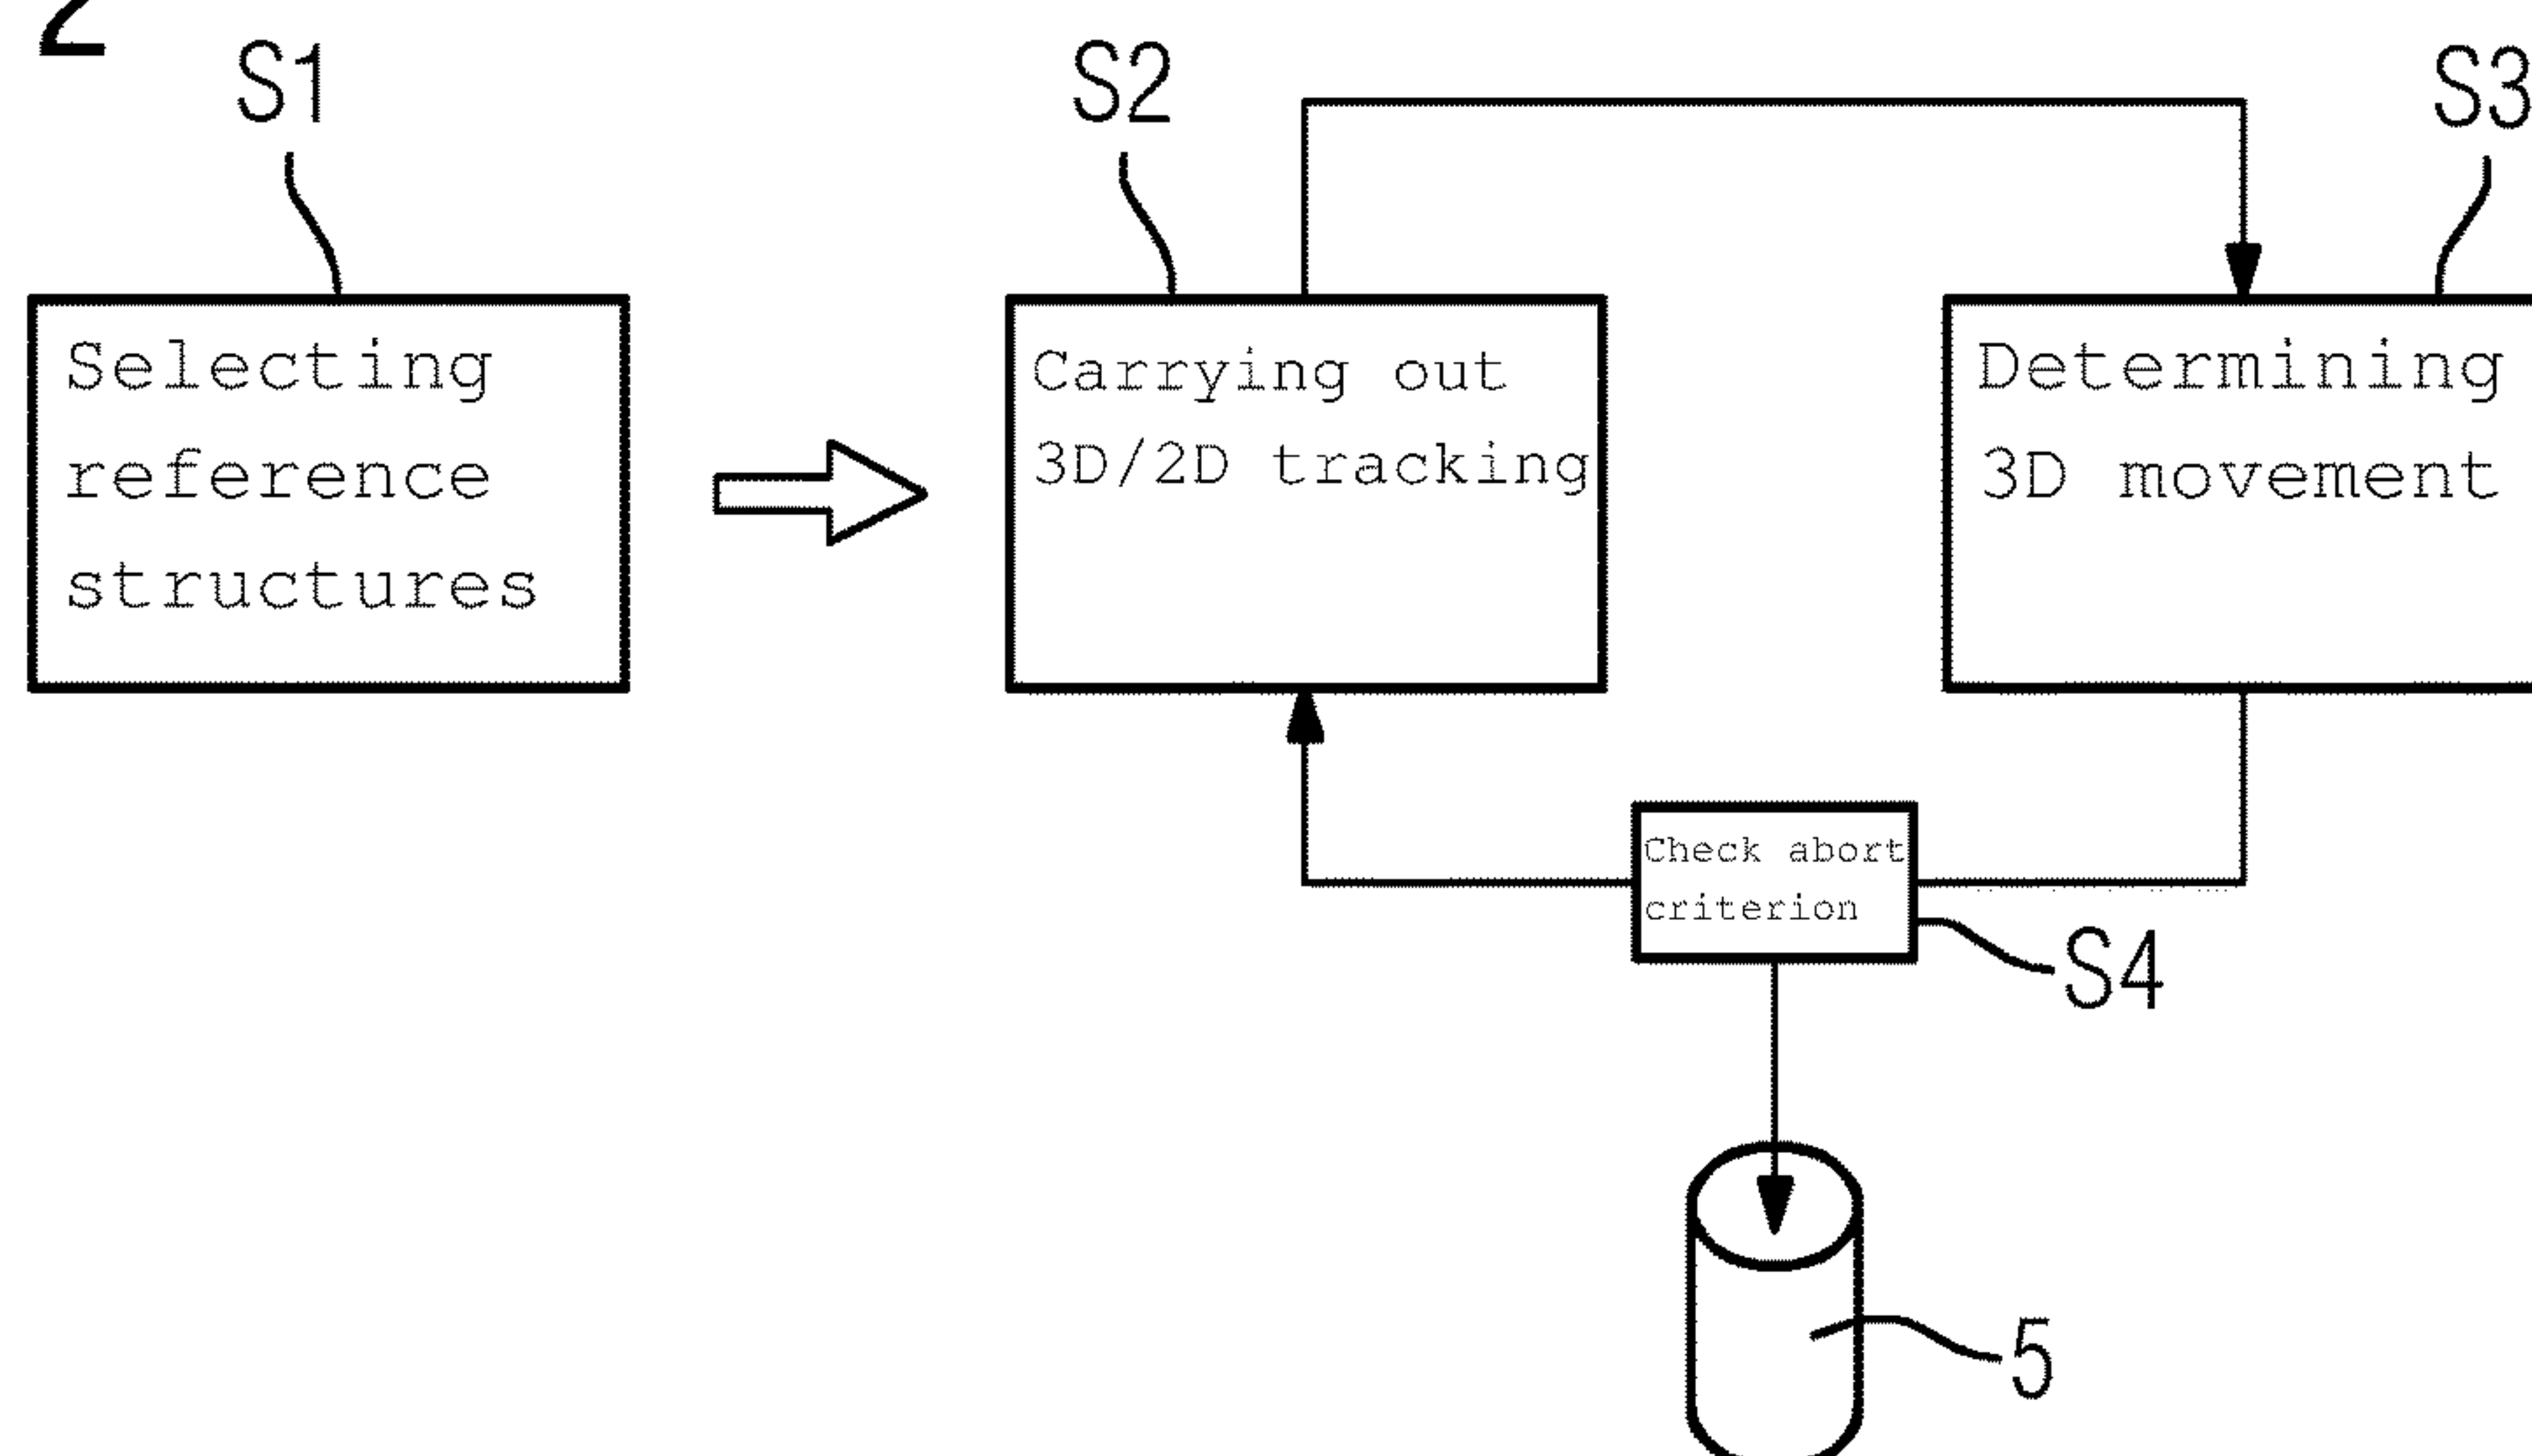 2
S1
S2
S3
Selecting
reference
structures
Carrying out
3D/2D tracking
Determining
3D movement
Check abort
criterion
S4
5